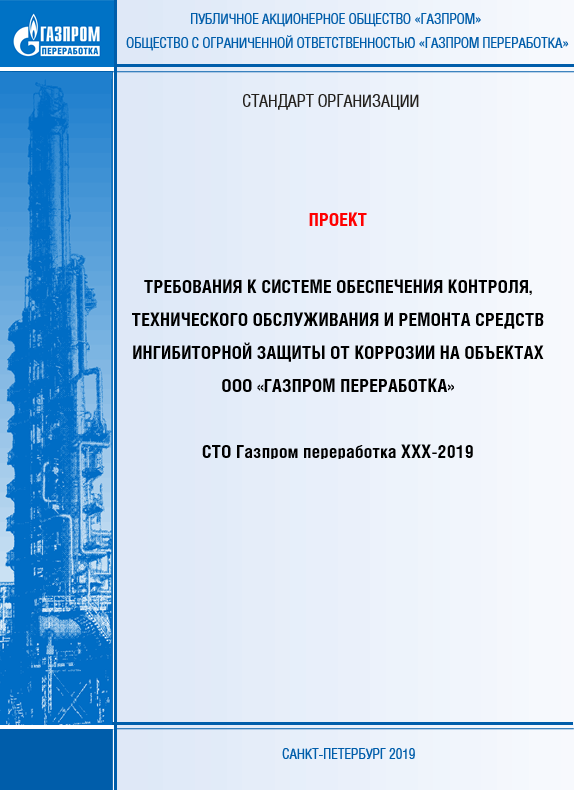 ГАЗПРОМ
ПЕРЕРАБОТКА
ПУБЛИЧНОЕ АКЦИОНЕРНОЕ ОБЩЕСТВО «ГАЗПРОМ»
ОБЩЕСТВО С ОГРАНИЧЕННОЙ ОТВЕТСТВЕННОСТЬЮ «ГАЗПРОМ ПЕРЕРАБОТКА»
СТАНДАРТ ОРГАНИЗАЦИИ
ПРОЕКТ
ТРЕБОВАНИЯ К СИСТЕМЕ ОБЕСПЕЧЕНИЯ КОНТРОЛЯ,
ТЕХНИЧЕСКОГО ОБСЛУЖИВАНИЯ И РЕМОНТА СРЕДСТВ
ИНГИБИТОРНОЙ ЗАЩИТЫ ОТ КОРРОЗИИ НА ОБЪЕКТАХ
ООО «ГАЗПРОМ ПЕРЕРАБОТКА»
СТО Газпром переработка ХХХ-2019
САНКТ-ПЕТЕРБУРГ 2019